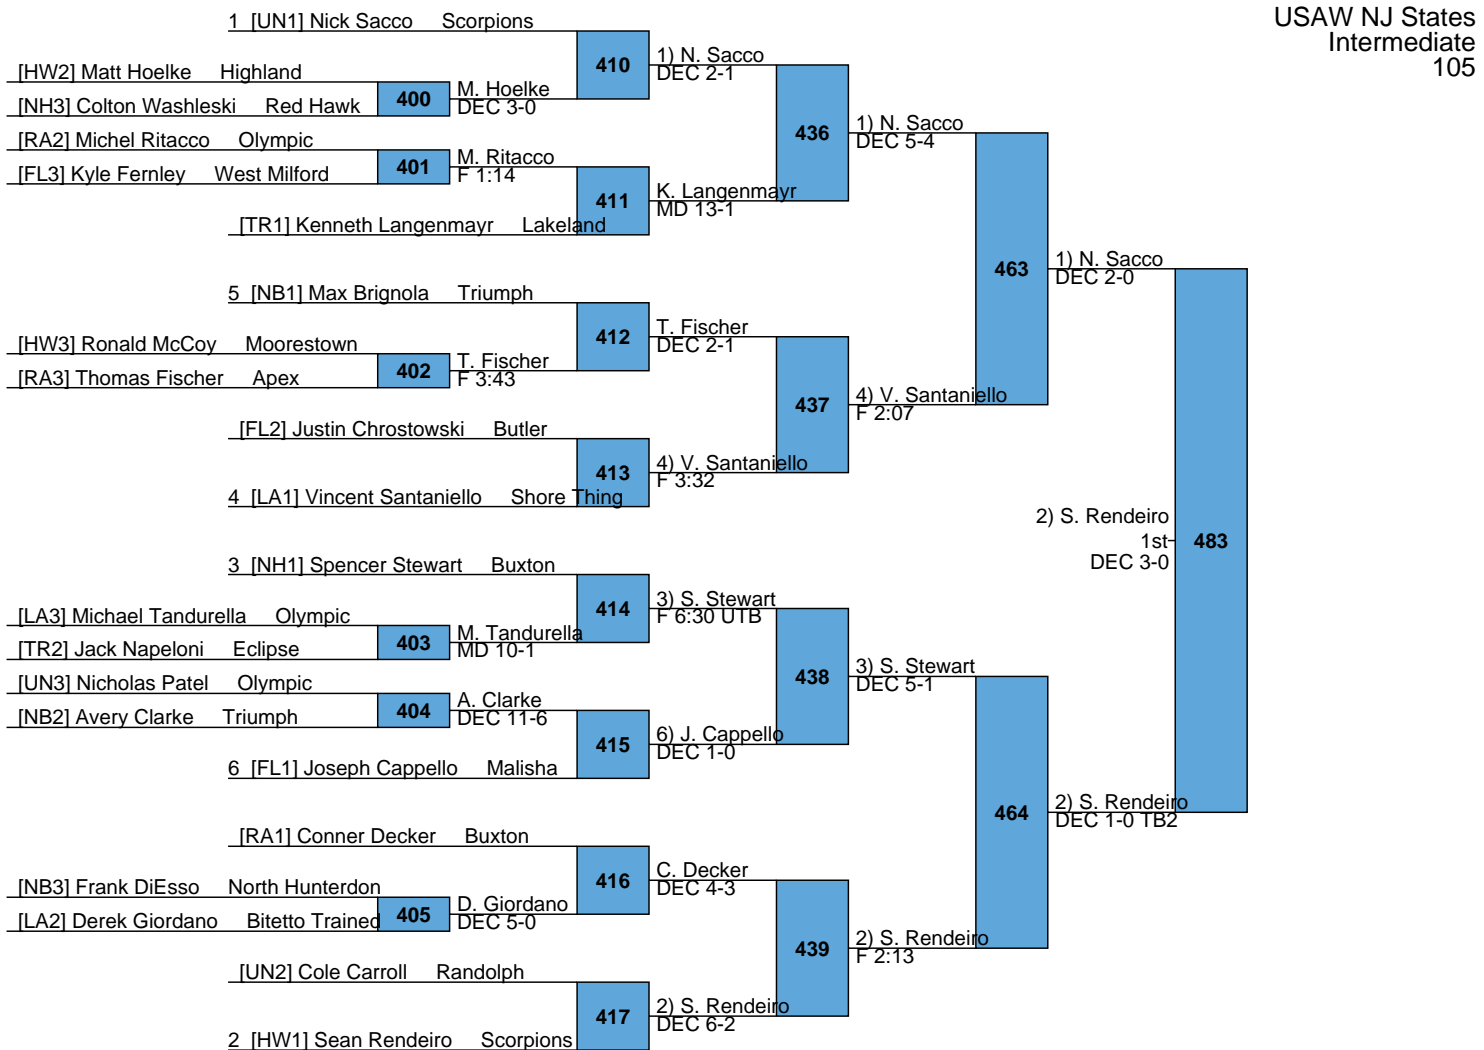 USAW NJ States
Intermediate
105
1 [UN1] Nick Sacco Scorpions
410
1) N. Sacco
DEC 2-1
[HW2] Matt Hoelke Highland
400
M. Hoelke
DEC 3-0
[NH3] Colton Washleski Red Hawk
436
1) N. Sacco
DEC 5-4
[RA2] Michel Ritacco Olympic
401
M. Ritacco
F 1:14
[FL3] Kyle Fernley West Milford
411
K. Langenmayr
MD 13-1
[TR1] Kenneth Langenmayr Lakeland
463
1) N. Sacco
DEC 2-0
5 [NB1] Max Brignola Triumph
412
T. Fischer
DEC 2-1
[HW3] Ronald McCoy Moorestown
402
T. Fischer
F 3:43
[RA3] Thomas Fischer Apex
437
4) V. Santaniello
F 2:07
[FL2] Justin Chrostowski Butler
413
4) V. Santaniello
F 3:32
4 [LA1] Vincent Santaniello Shore Thing
2) S. Rendeiro
1st
DEC 3-0
483
3 [NH1] Spencer Stewart Buxton
414
3) S. Stewart
F 6:30 UTB
[LA3] Michael Tandurella Olympic
403
M. Tandurella
MD 10-1
[TR2] Jack Napeloni Eclipse
438
3) S. Stewart
DEC 5-1
[UN3] Nicholas Patel Olympic
404
A. Clarke
DEC 11-6
[NB2] Avery Clarke Triumph
415
6) J. Cappello
DEC 1-0
6 [FL1] Joseph Cappello Malisha
464
2) S. Rendeiro
DEC 1-0 TB2
[RA1] Conner Decker Buxton
416
C. Decker
DEC 4-3
[NB3] Frank DiEsso North Hunterdon
405
D. Giordano
DEC 5-0
[LA2] Derek Giordano Bitetto Trained
439
2) S. Rendeiro
F 2:13
[UN2] Cole Carroll Randolph
417
2) S. Rendeiro
DEC 6-2
2 [HW1] Sean Rendeiro Scorpions